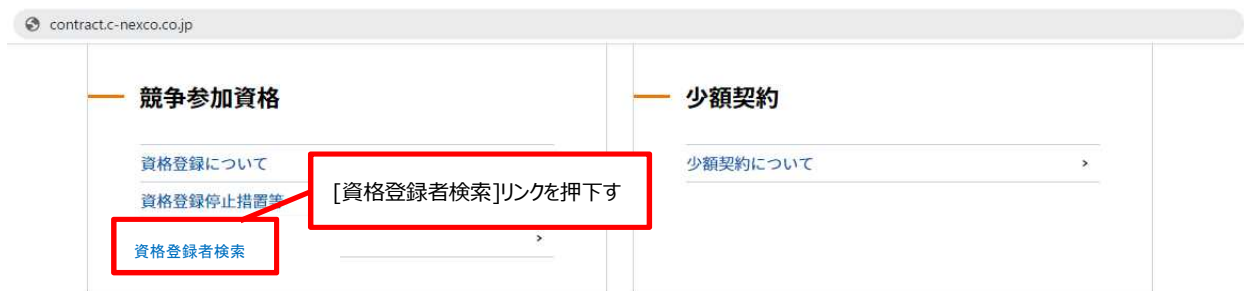 contract.c-nexco.co.jp
競争参加資格
資格登録について
資格登録停止措置等
資格登録者検索
[資格登録者検索]リンクを押下す
少額契約
少額契約について